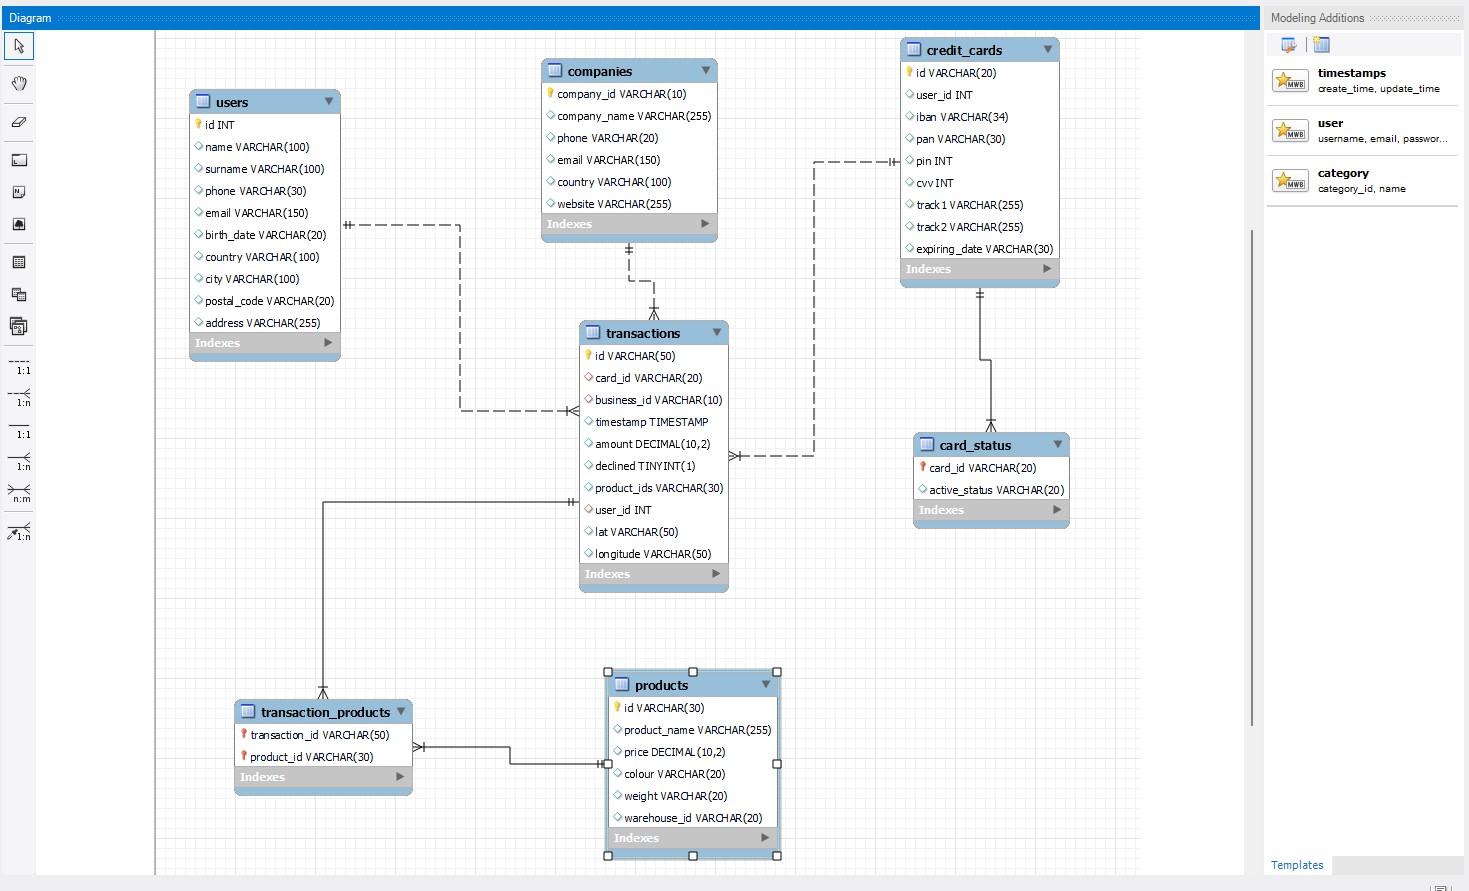 Diagram
users
id INT
name VARCHAR(100)
surname VARCHAR(100)
phone VARCHAR(30)
email VARCHAR(150)
birth_date VARCHAR(20)
country VARCHAR(100)
city VARCHAR(100)
postal_code VARCHAR(20)
address VARCHAR(255)
Indexes
companies
company_id VARCHAR(10)
company_name VARCHAR(255)
phone VARCHAR(20)
email VARCHAR(150)
country VARCHAR(100)
website VARCHAR(255)
Indexes
credit_cards
id VARCHAR(20)
user_id INT
iban VARCHAR(34)
pan VARCHAR(30)
pin INT
cvv INT
track1 VARCHAR(255)
track2 VARCHAR(255)
expiring_date VARCHAR(30)
Indexes
transactions
id VARCHAR(50)
card_id VARCHAR(20)
business_id VARCHAR(10)
timestamp TIMESTAMP
amount DECIMAL(10,2)
declined TINYINT(1)
product_ids VARCHAR(30)
user_id INT
lat VARCHAR(50)
longitude VARCHAR(50)
Indexes
card_status
card_id VARCHAR(20)
active_status VARCHAR(20)
Indexes
transaction_products
transaction_id VARCHAR(50)
product_id VARCHAR(30)
Indexes
products
id VARCHAR(30)
product_name VARCHAR(255)
price DECIMAL(10,2)
colour VARCHAR(20)
weight VARCHAR(20)
warehouse_id VARCHAR(20)
Indexes
1:1
1:n
1:1
1:n
n:m
1:n
Modeling Additions
MWB
timestamps
create_time, update_time
MWB
user
username, email, passwor...
MWB
category
category_id, name
Templates